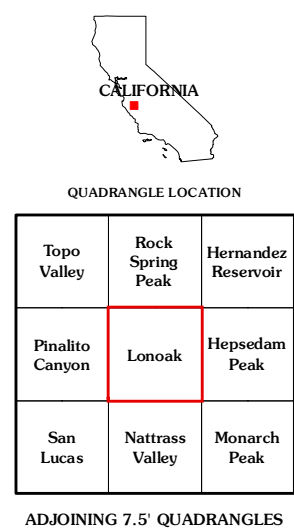 CALIFORNIA
QUADRANGLE LOCATION
Topo
Valley
Rock
Spring
Peak
Hernandez
Reservoir
Pinalito
Canyon
Lonoak
Hepsedam
Peak
San
Lucas
Nattrass
Valley
Monarch
Peak
ADJOINING 7.5' QUADRANGLES